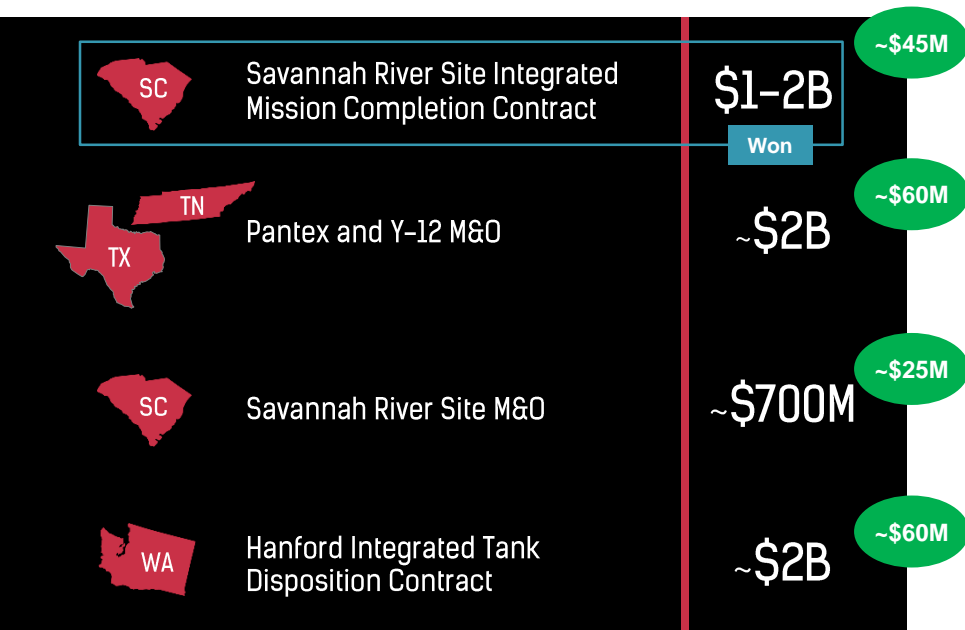 ~$45M
SC
Savannah River Site Integrated
Mission Completion Contract
$1-2B
Won
~$60M
TN
TX
Pantex and Y-12 M&O
~$2B
~$25M
SC
Savannah River Site M&O
~$700M
~$60M
WA
Hanford Integrated Tank
Disposition Contract
~$2B